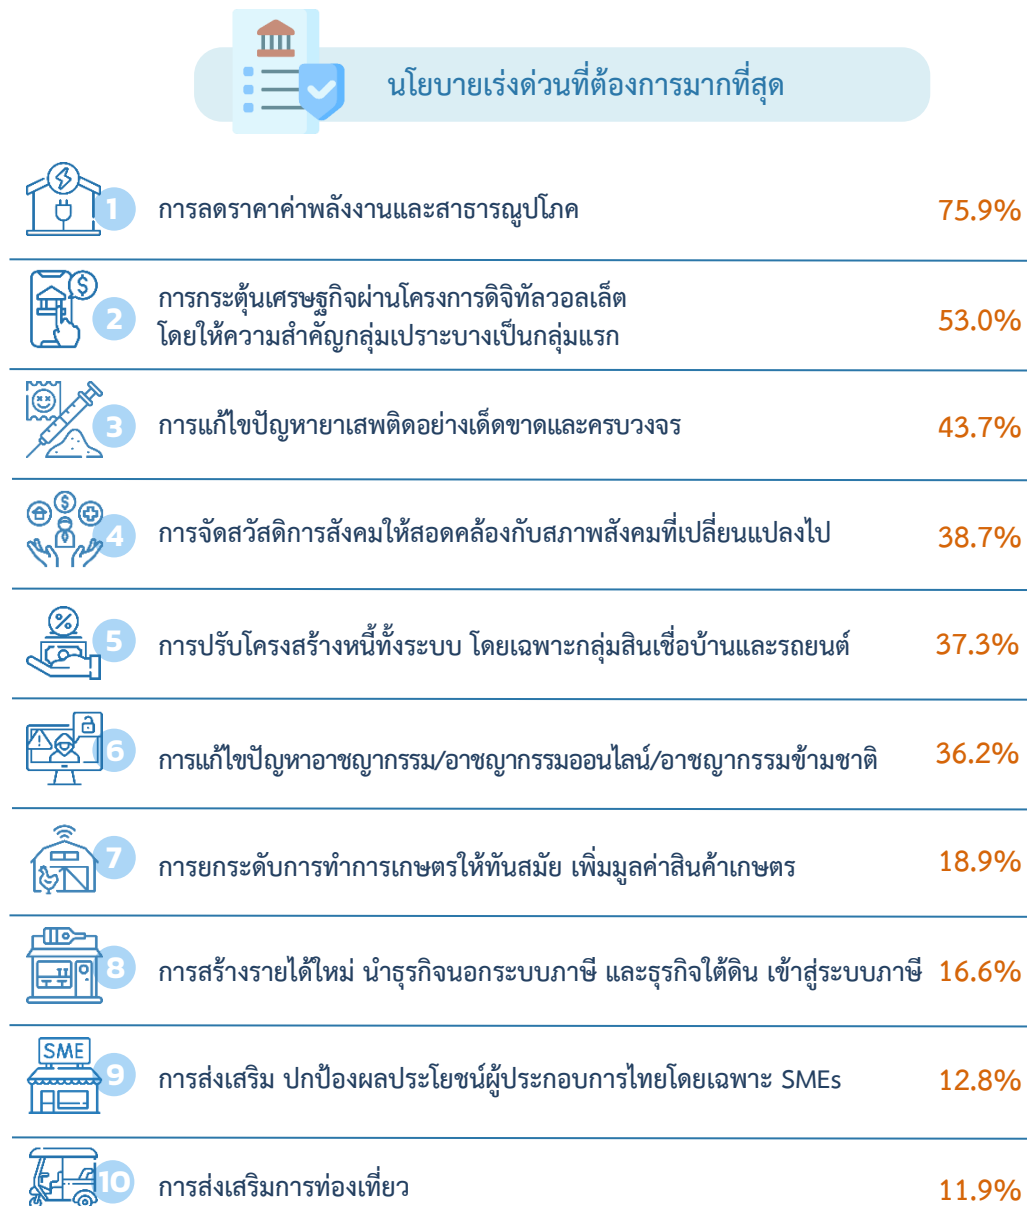 นโยบายเร่งด่วนที่ต้องการมากที่สุด
1 การลดราคาค่าพลังงานและสาธารณูปโภค 75.9%
2 การกระตุ้นเศรษฐกิจผ่านโครงการดิจิทัลวอลเล็ต
โดยให้ความสำคัญกลุ่มเปราะบางเป็นกลุ่มแรก 53.0%
3 การแก้ไขปัญหายาเสพติดอย่างเด็ดขาดและครบวงจร 43.7%
4 การจัดสวัสดิการสังคมให้สอดคล้องกับสภาพสังคมที่เปลี่ยนแปลงไป 38.7%
5 การปรับโครงสร้างหนี้ทั้งระบบ โดยเฉพาะกลุ่มสินเชื่อบ้านและรถยนต์ 37.3%
6 การแก้ไขปัญหาอาชญากรรม/อาชญากรรมออนไลน์/อาชญากรรมข้ามชาติ 36.2%
7 การยกระดับการทำการเกษตรให้ทันสมัย เพิ่มมูลค่าสินค้าเกษตร 18.9%
8 การสร้างรายได้ใหม่ นำธุรกิจนอกระบบภาษี และธุรกิจใต้ดิน เข้าสู่ระบบภาษี 16.6%
SME
9 การส่งเสริม ปกป้องผลประโยชน์ผู้ประกอบการไทยโดยเฉพาะ SMEs 12.8%
10 การส่งเสริมการท่องเที่ยว 11.9%